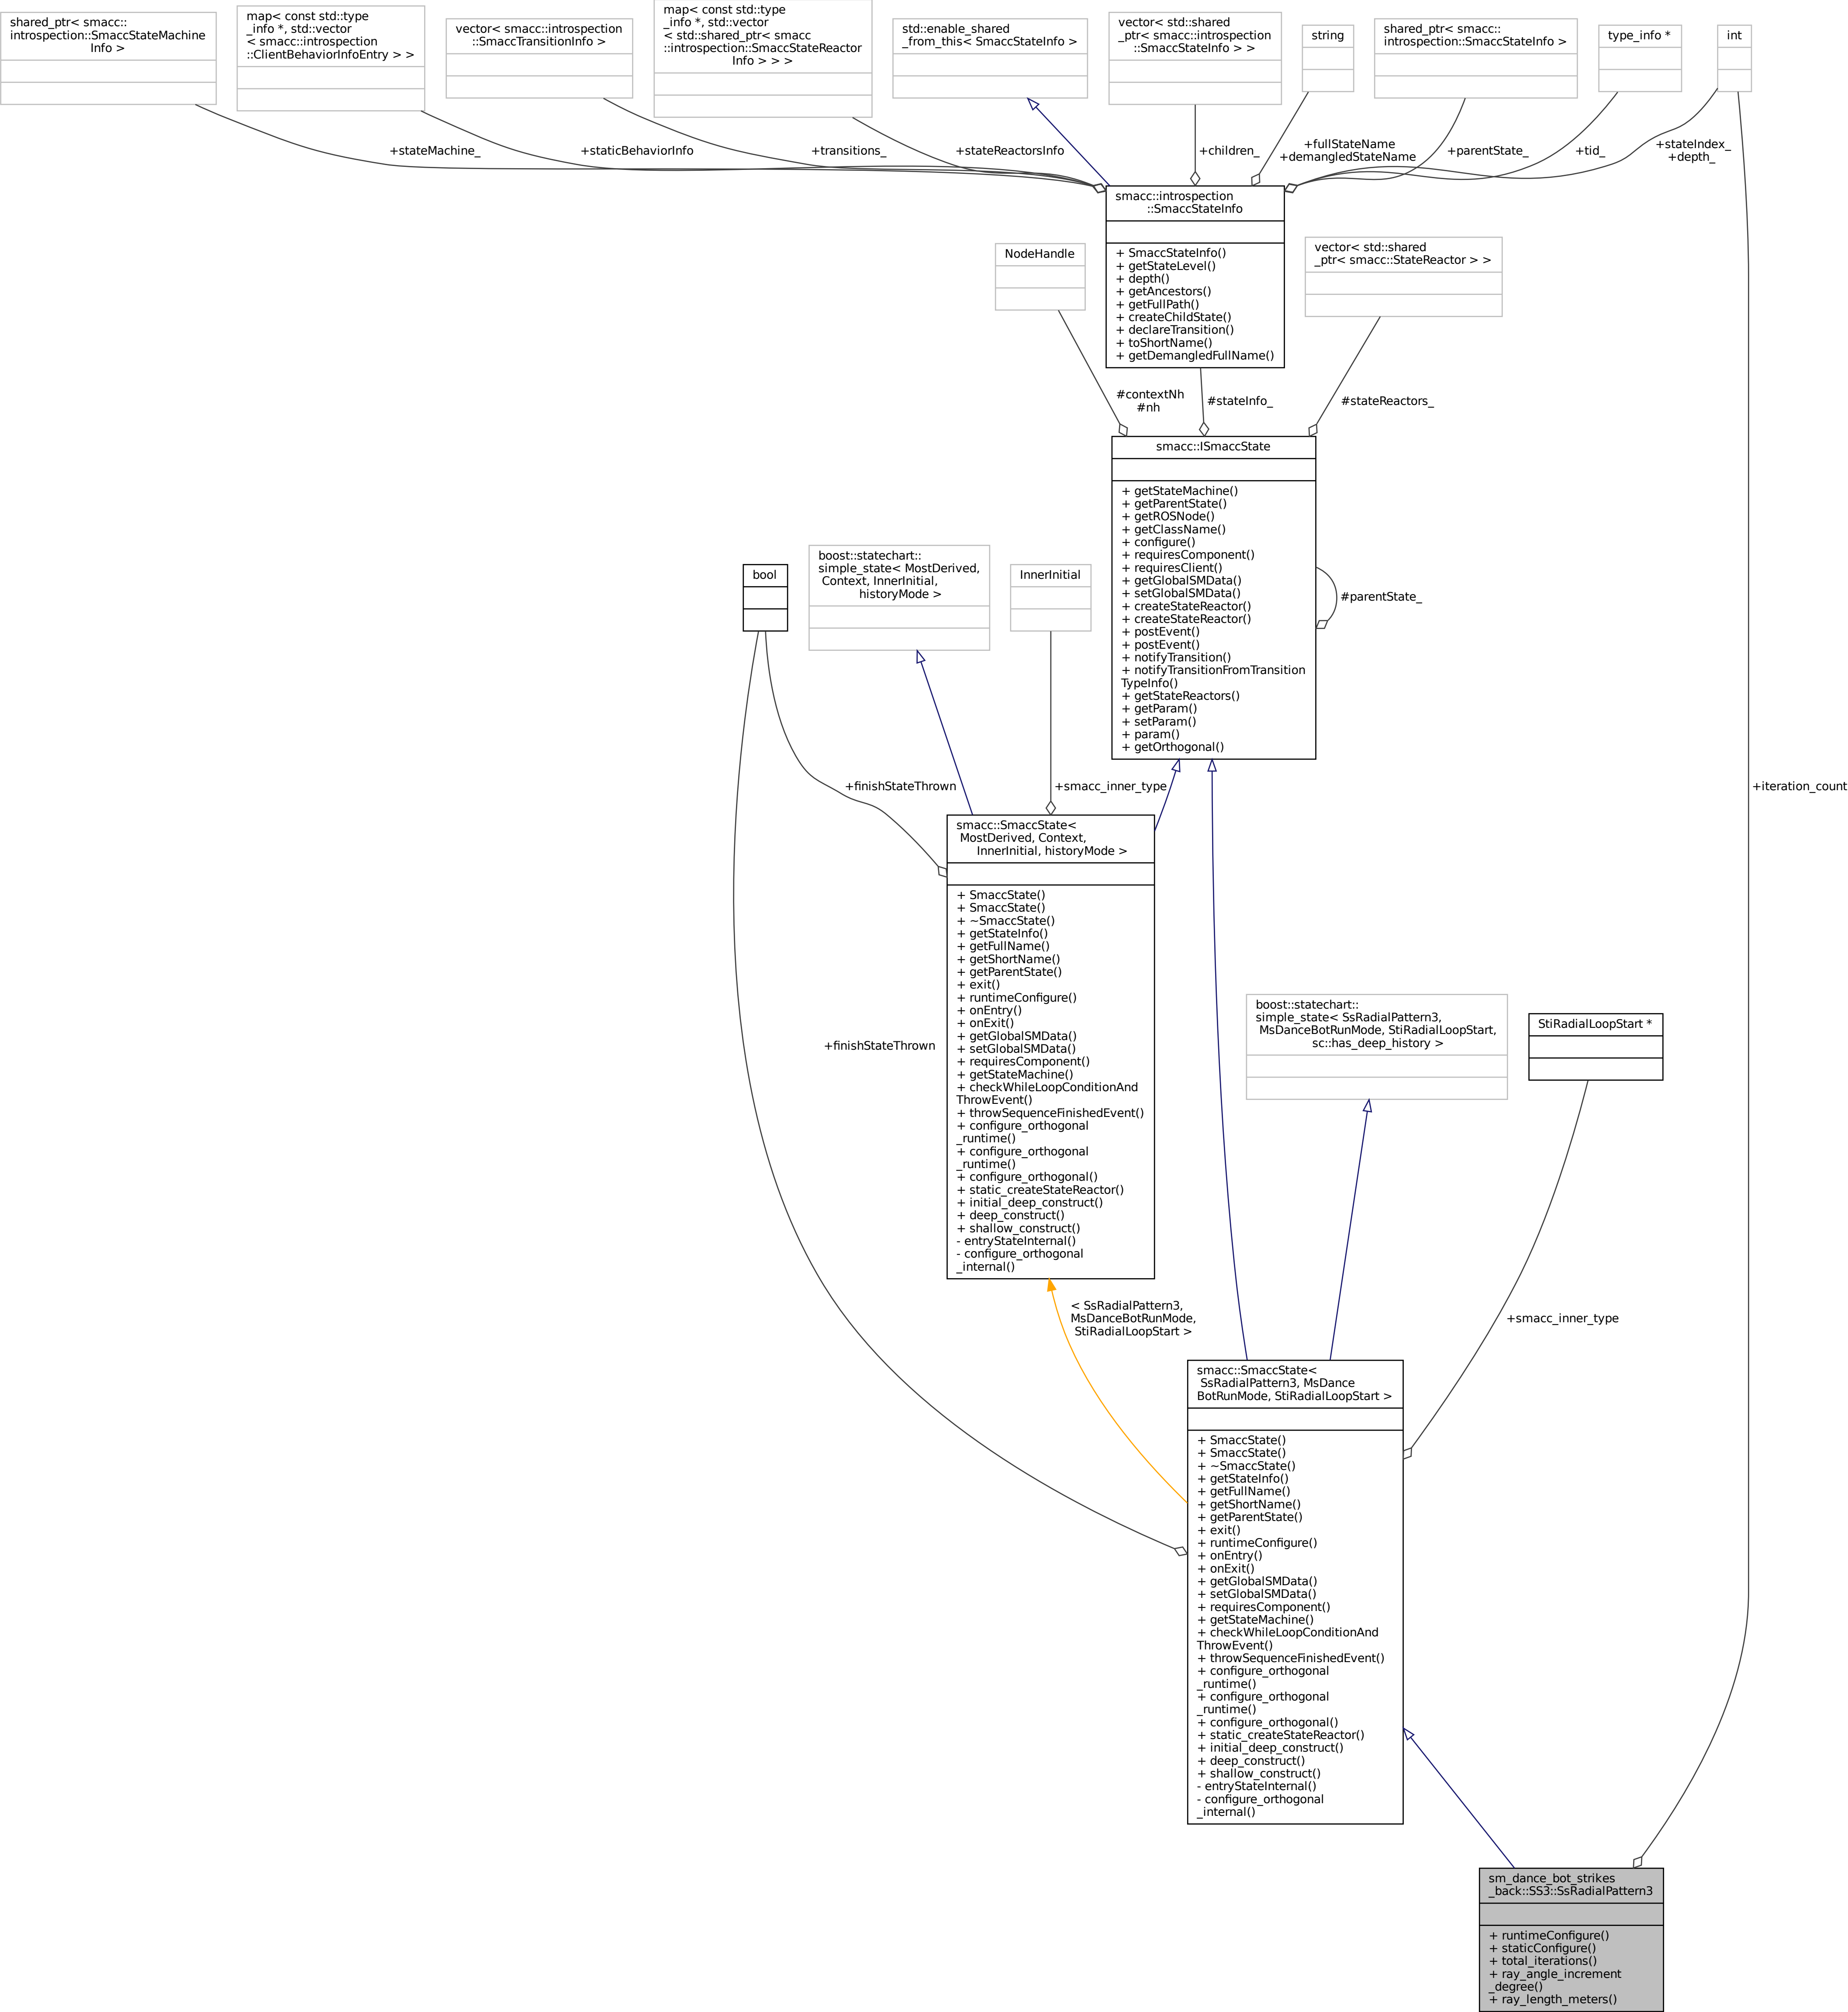 shared_ptr< smacc::
introspection::SmaccStateMachine
Info >
map< const std::type
_info *, std::vector
< smacc::introspection
::ClientBehaviorInfoEntry > >
vector< smacc::introspection
::SmaccTransitionInfo >
map< const std::type
_info *, std::vector
< std::shared_ptr< smacc
::introspection::SmaccStateReactor
Info > > >
std::enable_shared
_from_this< SmaccStateInfo >
vector< std::shared
_ptr< smacc::introspection
::SmaccStateInfo > >
string
shared_ptr< smacc::
introspection::SmaccStateInfo >
type_info *
int
+stateMachine_
+staticBehaviorInfo
+transitions_
+stateReactorsInfo
+children_
+fullStateName
+demangledStateName
+parentState_
+tid_
+stateIndex_
+depth_
smacc::introspection
::SmaccStateInfo
+ SmaccStateInfo()
+ getStateLevel()
+ depth()
+ getAncestors()
+ getFullPath()
+ createChildState()
+ declareTransition()
+ toShortName()
+ getDemangledFullName()
NodeHandle
vector< std::shared
_ptr< smacc::StateReactor > >
#contextNh
#nh
#stateInfo_
#stateReactors_
smacc::ISmaccState
+ getStateMachine()
+ getParentState()
+ getROSNode()
+ getClassName()
+ configure()
+ requiresComponent()
+ requiresClient()
+ getGlobalSMData()
+ setGlobalSMData()
+ createStateReactor()
+ createStateReactor()
+ postEvent()
+ postEvent()
+ notifyTransition()
+ notifyTransitionFromTransition
TypeInfo()
+ getStateReactors()
+ getParam()
+ setParam()
+ param()
+ getOrthogonal()
#parentState_
bool
boost::statechart::
simple_state< MostDerived,
Context, InnerInitial,
historyMode >
InnerInitial
+finishStateThrown
+smacc_inner_type
+iteration_count
smacc::SmaccState<
MostDerived, Context,
InnerInitial, historyMode >
+ SmaccState()
+ SmaccState()
+ ~SmaccState()
+ getStateInfo()
+ getFullName()
+ getShortName()
+ getParentState()
+ exit()
+ runtimeConfigure()
+ onEntry()
+ onExit()
+ getGlobalSMData()
+ setGlobalSMData()
+ requiresComponent()
+ getStateMachine()
+ checkWhileLoopConditionAnd
ThrowEvent()
+ throwSequenceFinishedEvent()
+ configure_orthogonal
_runtime()
+ configure_orthogonal
_runtime()
+ configure_orthogonal()
+ static_createStateReactor()
+ initial_deep_construct()
+ deep_construct()
+ shallow_construct()
- entryStateInternal()
- configure_orthogonal
_internal()
+finishStateThrown
boost::statechart::
simple_state< SsRadialPattern3,
MsDanceBotRunMode, StiRadialLoopStart,
sc::has_deep_history >
StiRadialLoopStart *
< SsRadialPattern3,
MsDanceBotRunMode,
StiRadialLoopStart >
+smacc_inner_type
smacc::SmaccState<
SsRadialPattern3, MsDance
BotRunMode, StiRadialLoopStart >
+ SmaccState()
+ SmaccState()
+ ~SmaccState()
+ getStateInfo()
+ getFullName()
+ getShortName()
+ getParentState()
+ exit()
+ runtimeConfigure()
+ onEntry()
+ onExit()
+ getGlobalSMData()
+ setGlobalSMData()
+ requiresComponent()
+ getStateMachine()
+ checkWhileLoopConditionAnd
ThrowEvent()
+ throwSequenceFinishedEvent()
+ configure_orthogonal
_runtime()
+ configure_orthogonal
_runtime()
+ configure_orthogonal()
+ static_createStateReactor()
+ initial_deep_construct()
+ deep_construct()
+ shallow_construct()
- entryStateInternal()
- configure_orthogonal
_internal()
sm_dance_bot_strikes
_back::SS3::SsRadialPattern3
+ runtimeConfigure()
+ staticConfigure()
+ total_iterations()
+ ray_angle_increment
_degree()
+ ray_length_meters()